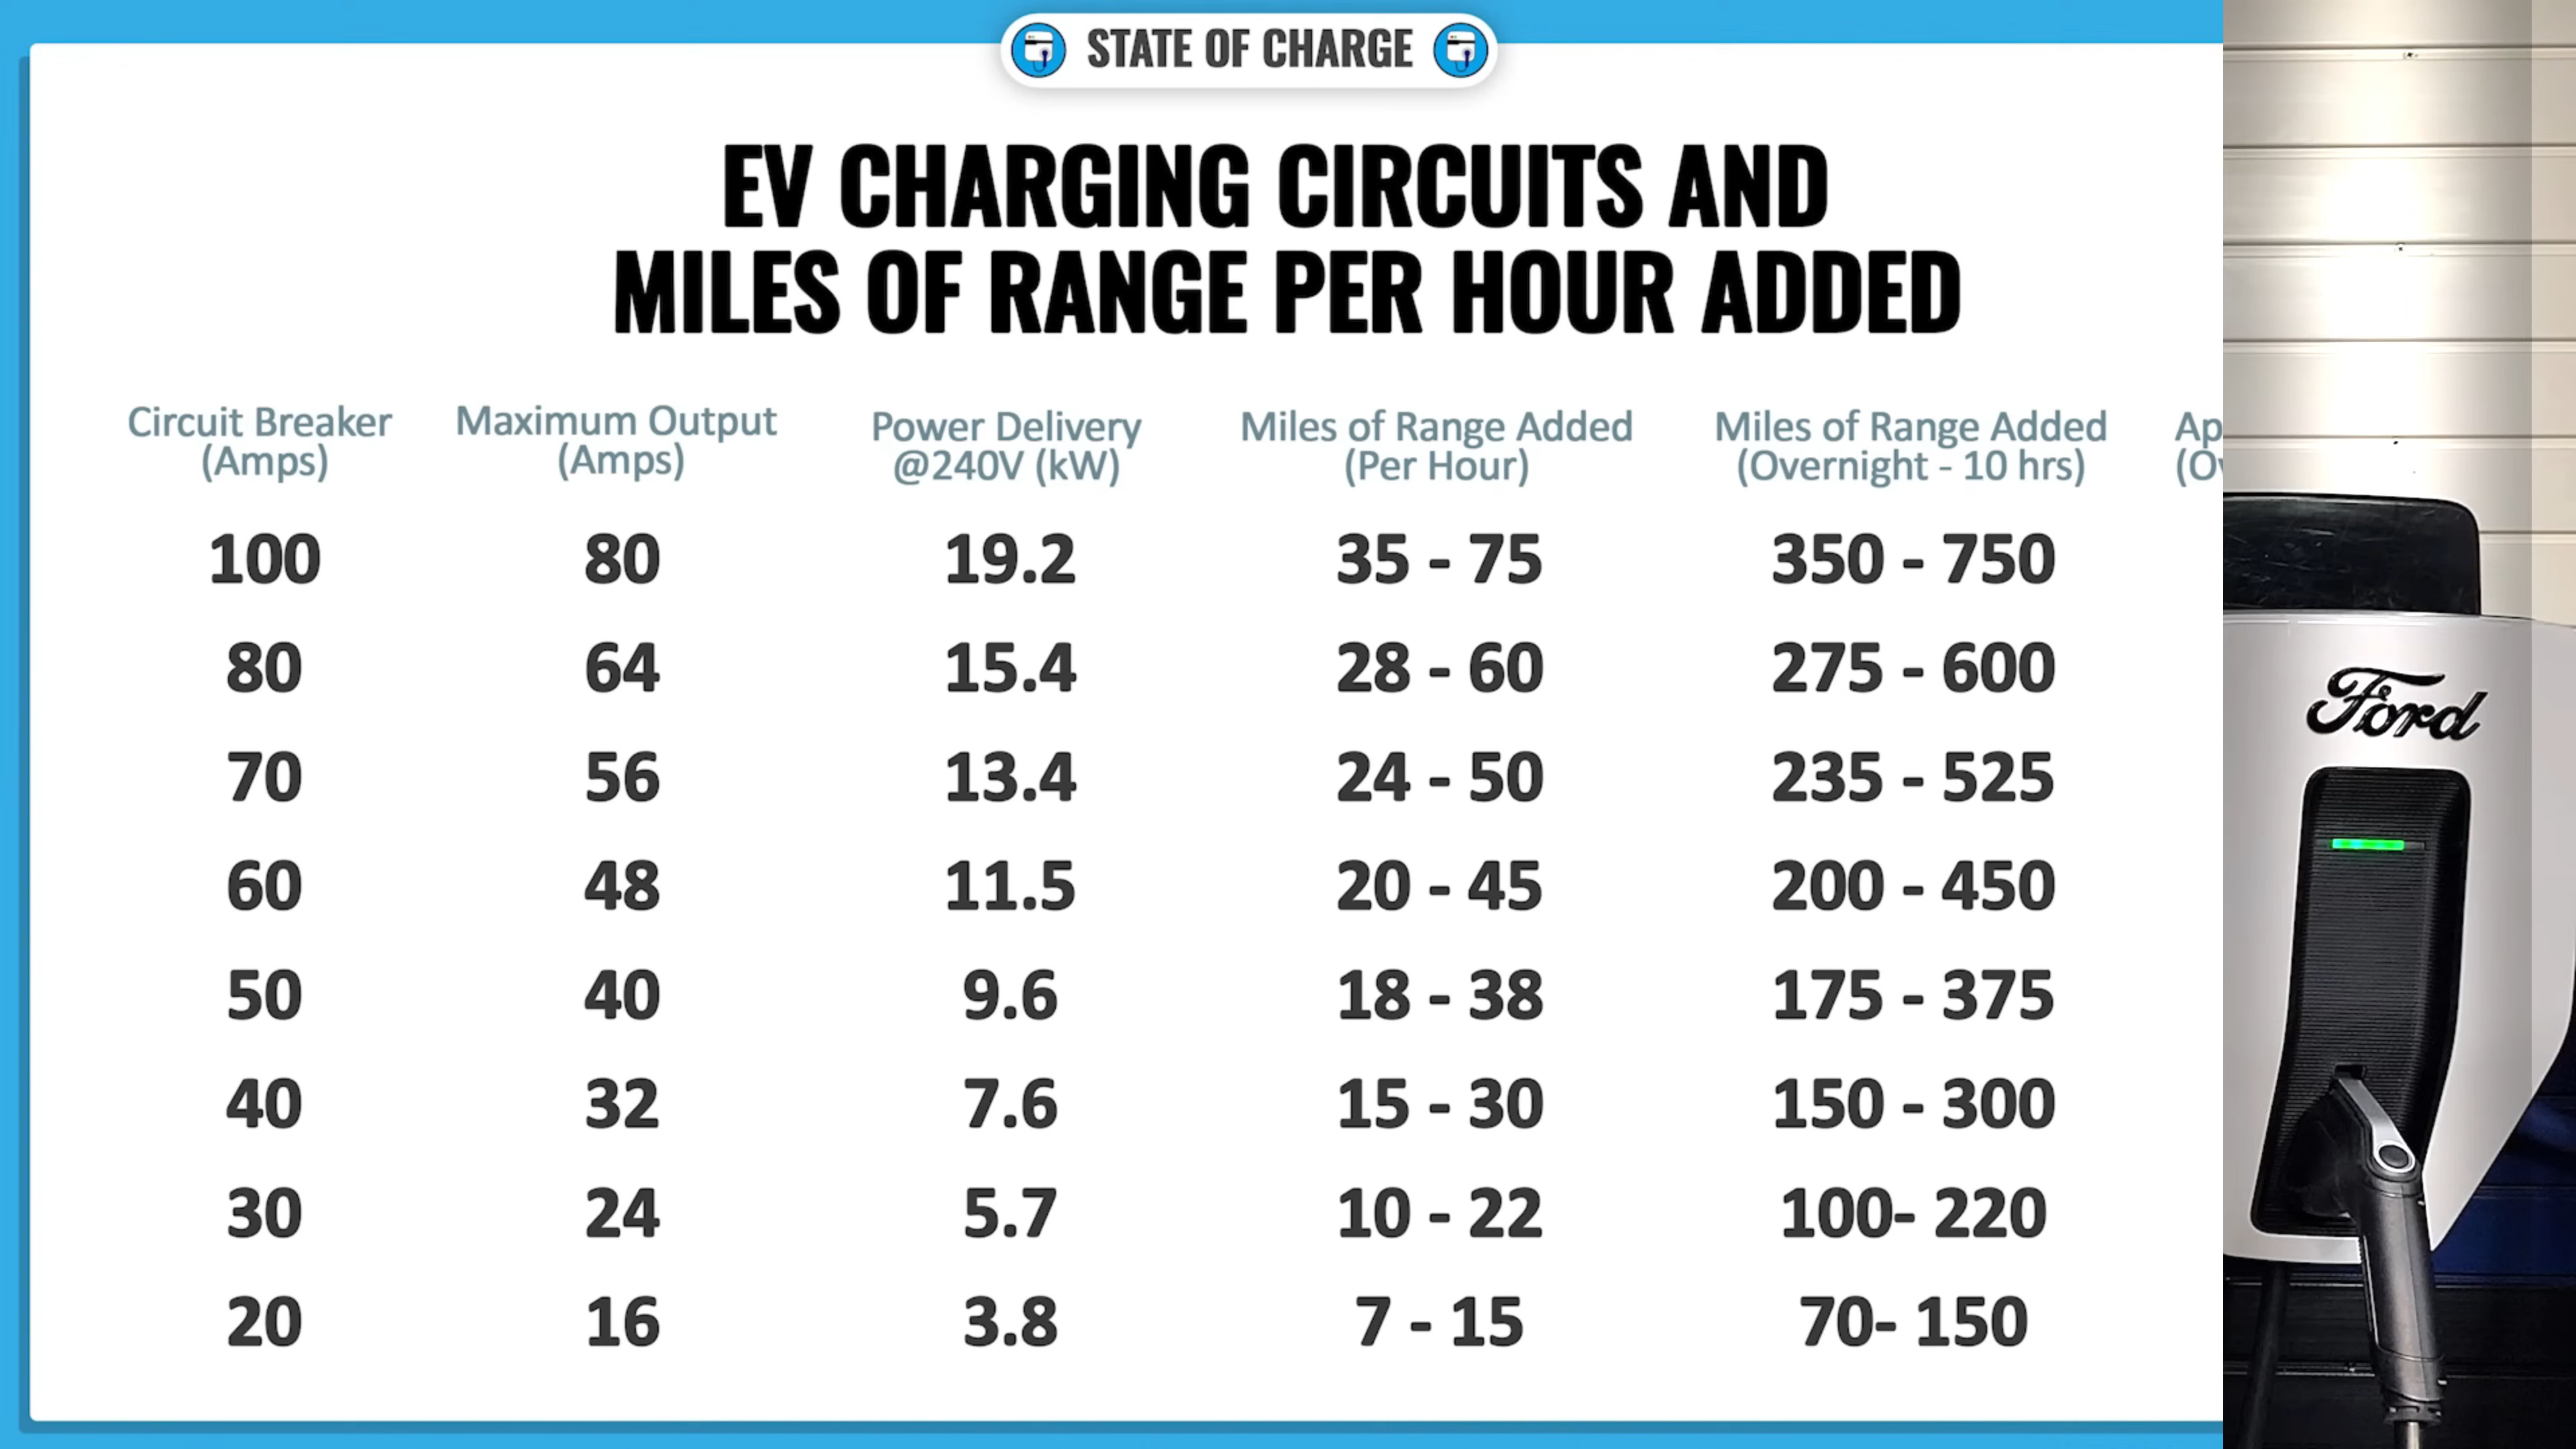 STATE OF CHARGE
EV CHARGING CIRCUITS AND
MILES OF RANGE PER HOUR ADDED
Circuit Breaker (Amps) Maximum Output (Amps) Power Delivery @240V (kW) Miles of Range Added (Per Hour) Miles of Range Added (Overnight - 10 hrs)
100 80 19.2 35 - 75 350 - 750
80 64 15.4 28 - 60 275 - 600
70 56 13.4 24 - 50 235 - 525
60 48 11.5 20 - 45 200 - 450
50 40 9.6 18 - 38 175 - 375
40 32 7.6 15 - 30 150 - 300
30 24 5.7 10 - 22 100- 220
20 16 3.8 7 - 15 70- 150
Ford